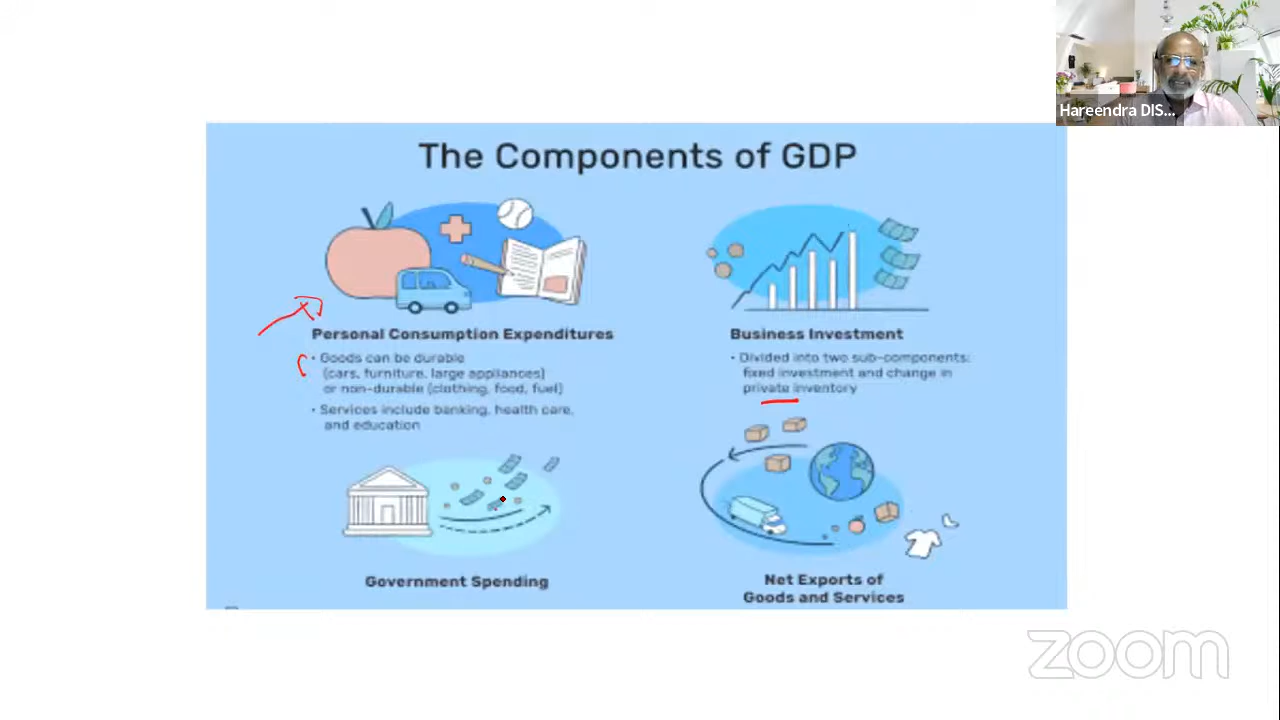 Hareendra DIS...
The Components of GDP
Personal Consumption Expenditures
• Goods can be durable
(cars, furniture, large appliances)
or non-durable (clothing, food, fuel)
• Services include banking, health care,
and education
Business Investment
• Divided into two sub-components:
fixed investment and change in
private inventory
Government Spending
Net Exports of
Goods and Services
zoom